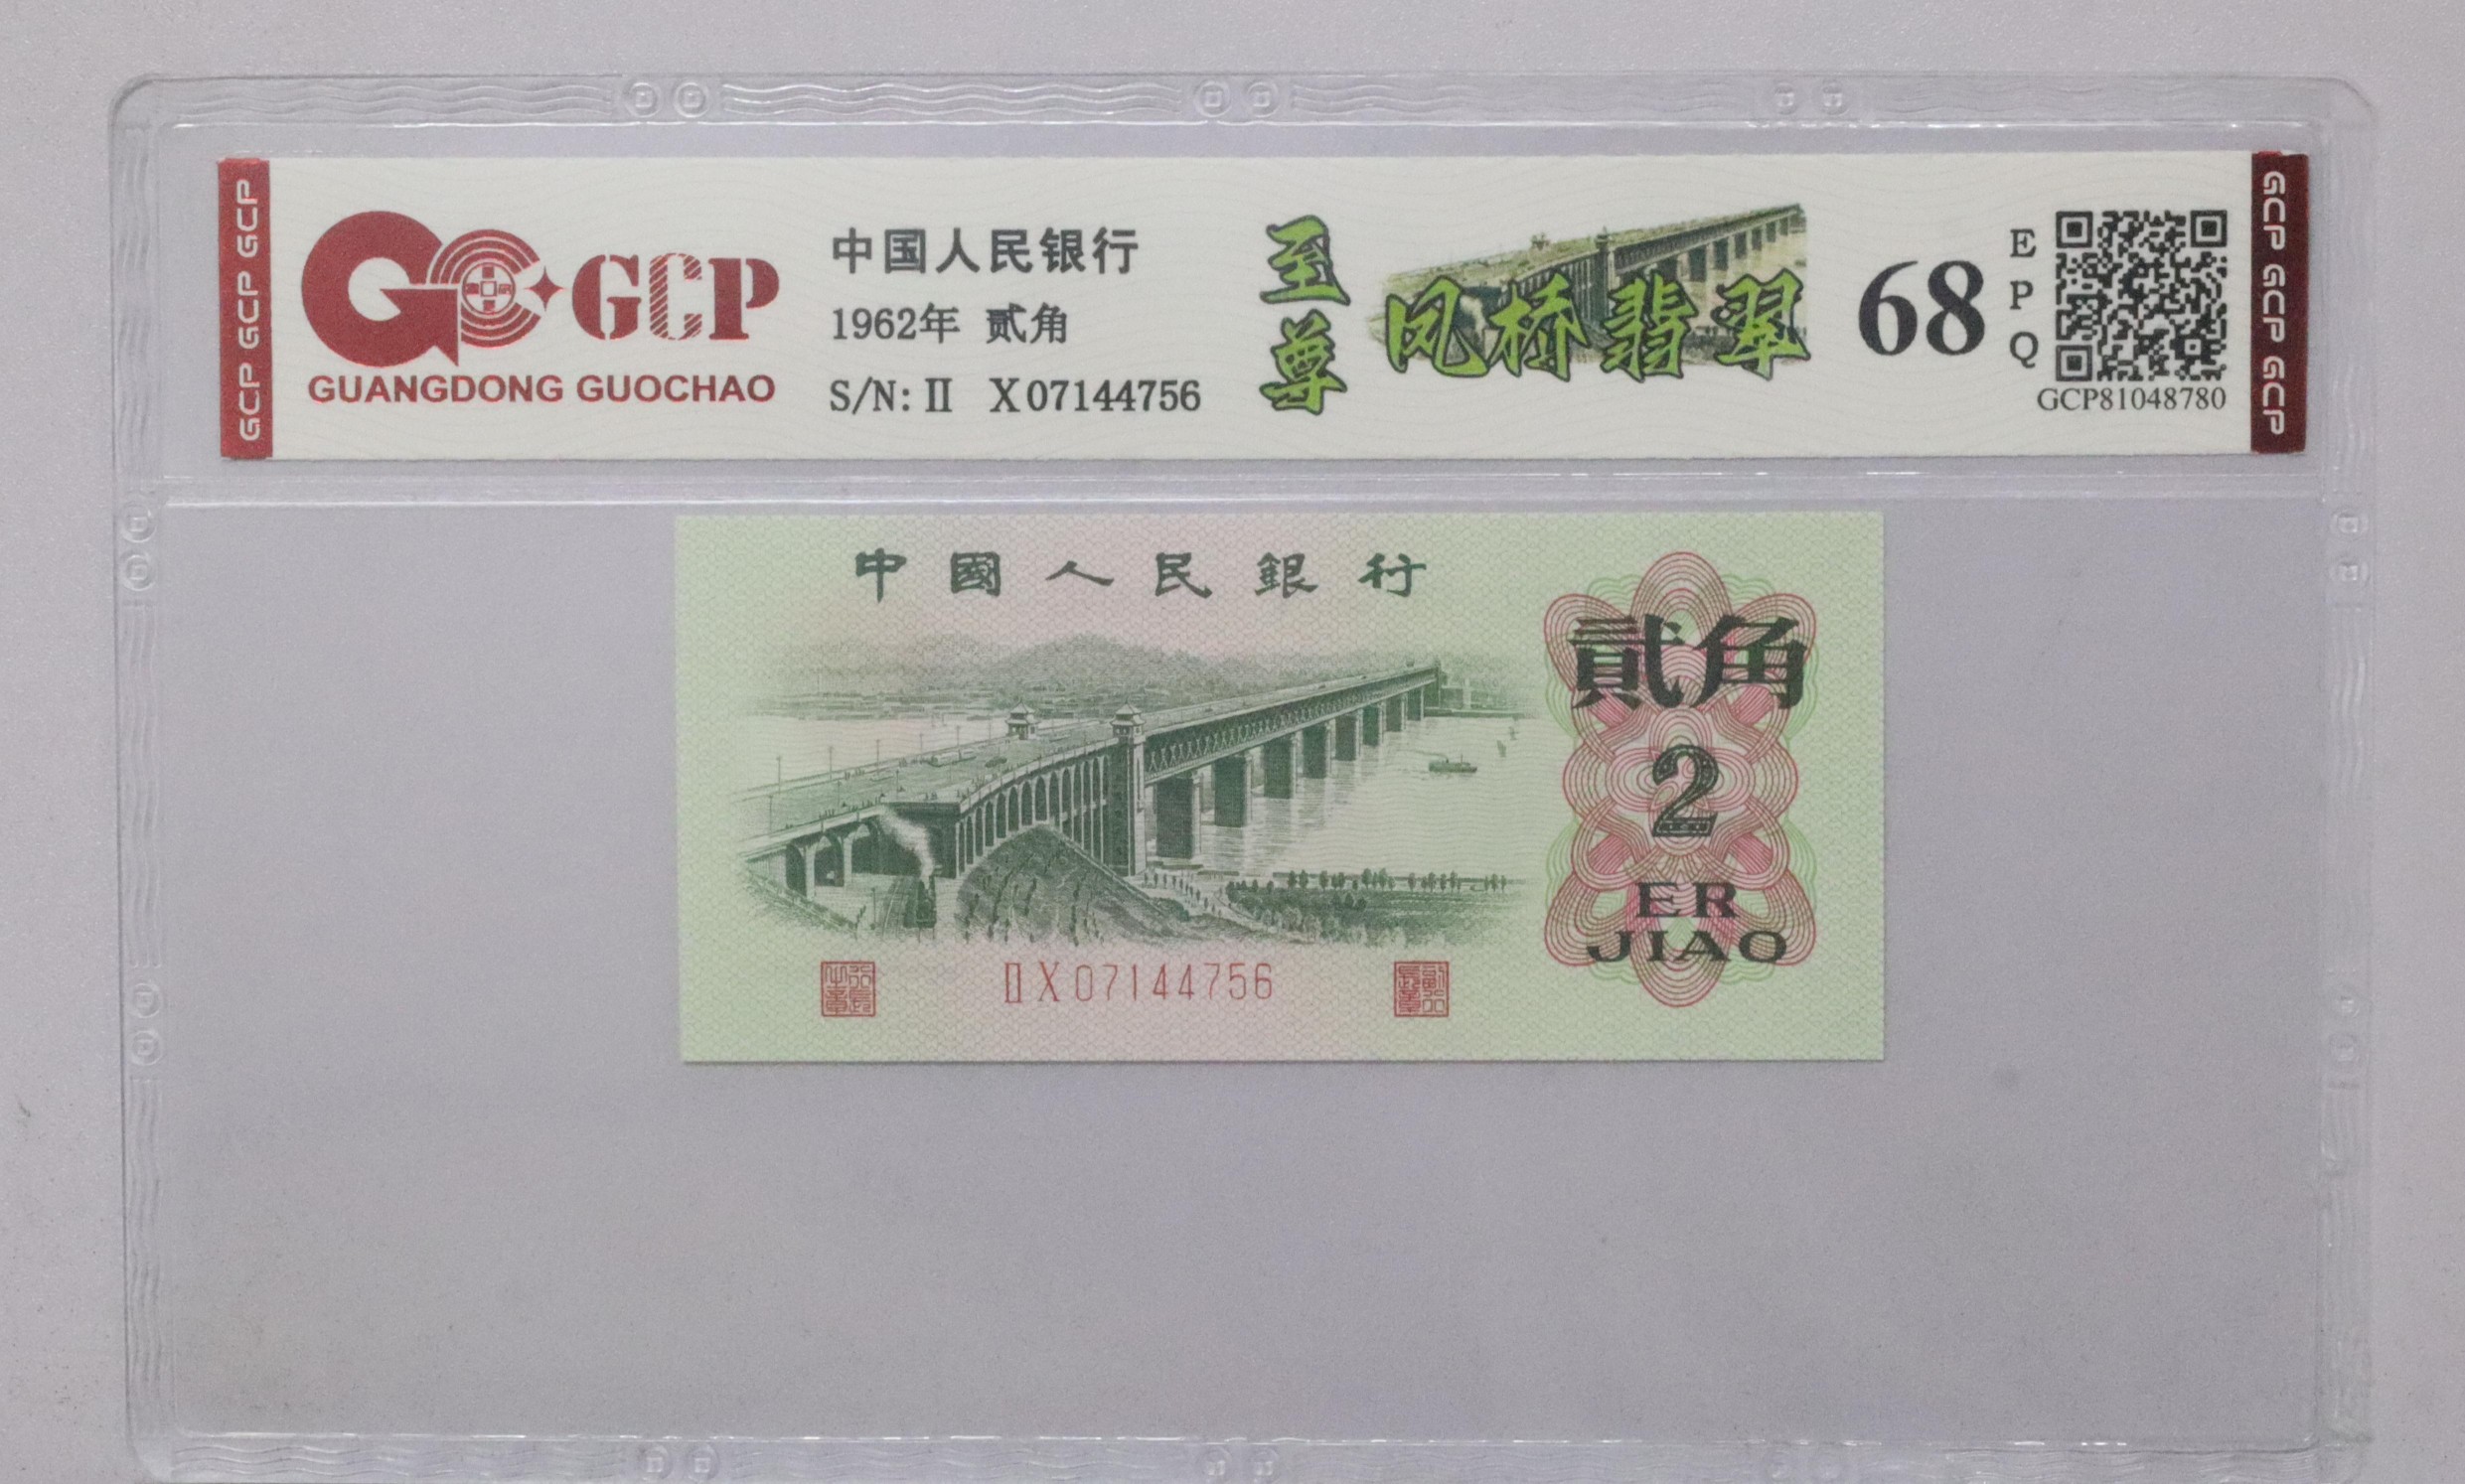 GCP GCP GCP
GCP
GUANGDONG GUOCHAO
中国人民银行
1962年 贰角
S/N: II X07144756
至尊
凤桥翡翠
68
EPQ
GCP81048780
GCP GCP GCP
中國人民銀行
貳角
2
ER
JIAO
IIX07144756